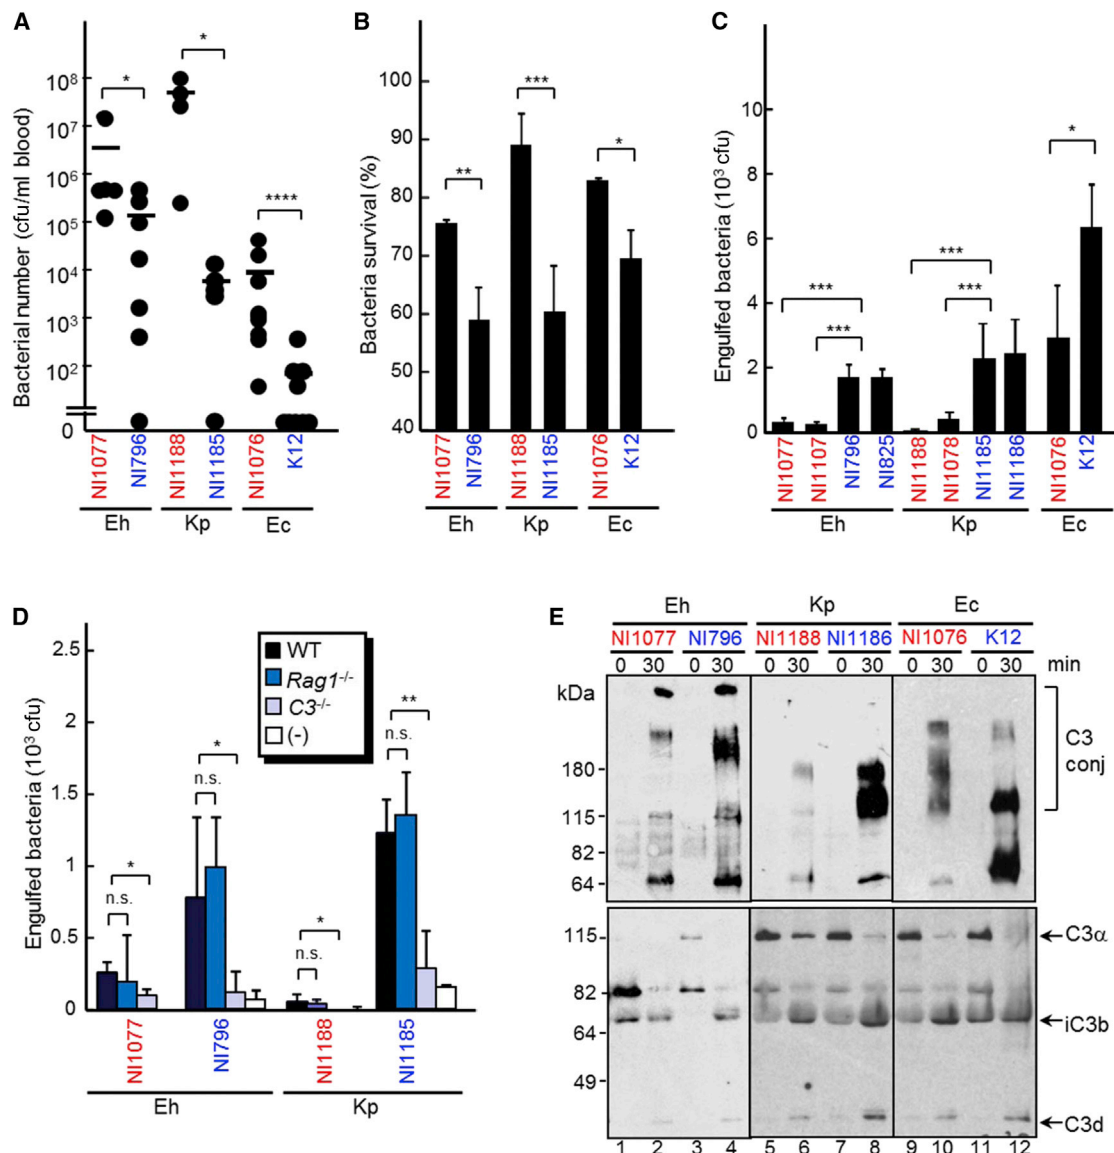 A
Bacterial number (cfu/ml blood)
10⁸
10⁷
10⁶
10⁵
10⁴
10³
10²
0
*
*
****
NI1077
NI796
NI1188
NI1185
NI1076
K12
Eh
Kp
Ec
B
Bacteria survival (%)
100
90
80
70
60
50
40
**
***
*
NI1077
NI796
NI1188
NI1185
NI1076
K12
Eh
Kp
Ec
C
Engulfed bacteria (10³ cfu)
10
8
6
4
2
0
***
***
***
***
*
NI1077
NI1107
NI796
NI825
NI1188
NI1078
NI1185
NI1186
NI1076
K12
Eh
Kp
Ec
D
Engulfed bacteria (10³ cfu)
2.5
2
1.5
1
0.5
0
WT
Rag1⁻/⁻
C3⁻/⁻
(-)
*
n.s.
*
n.s.
*
n.s.
**
n.s.
NI1077
NI796
NI1188
NI1185
Eh
Kp
E
Eh Kp Ec
NI1077 NI796 NI1188 NI1186 NI1076 K12
0 30 0 30 0 30 0 30 0 30 0 30 min
kDa
180
115
82
64
C3
conj
115
82
64
49
C3α
iC3b
C3d
1 2 3 4 5 6 7 8 9 10 11 12